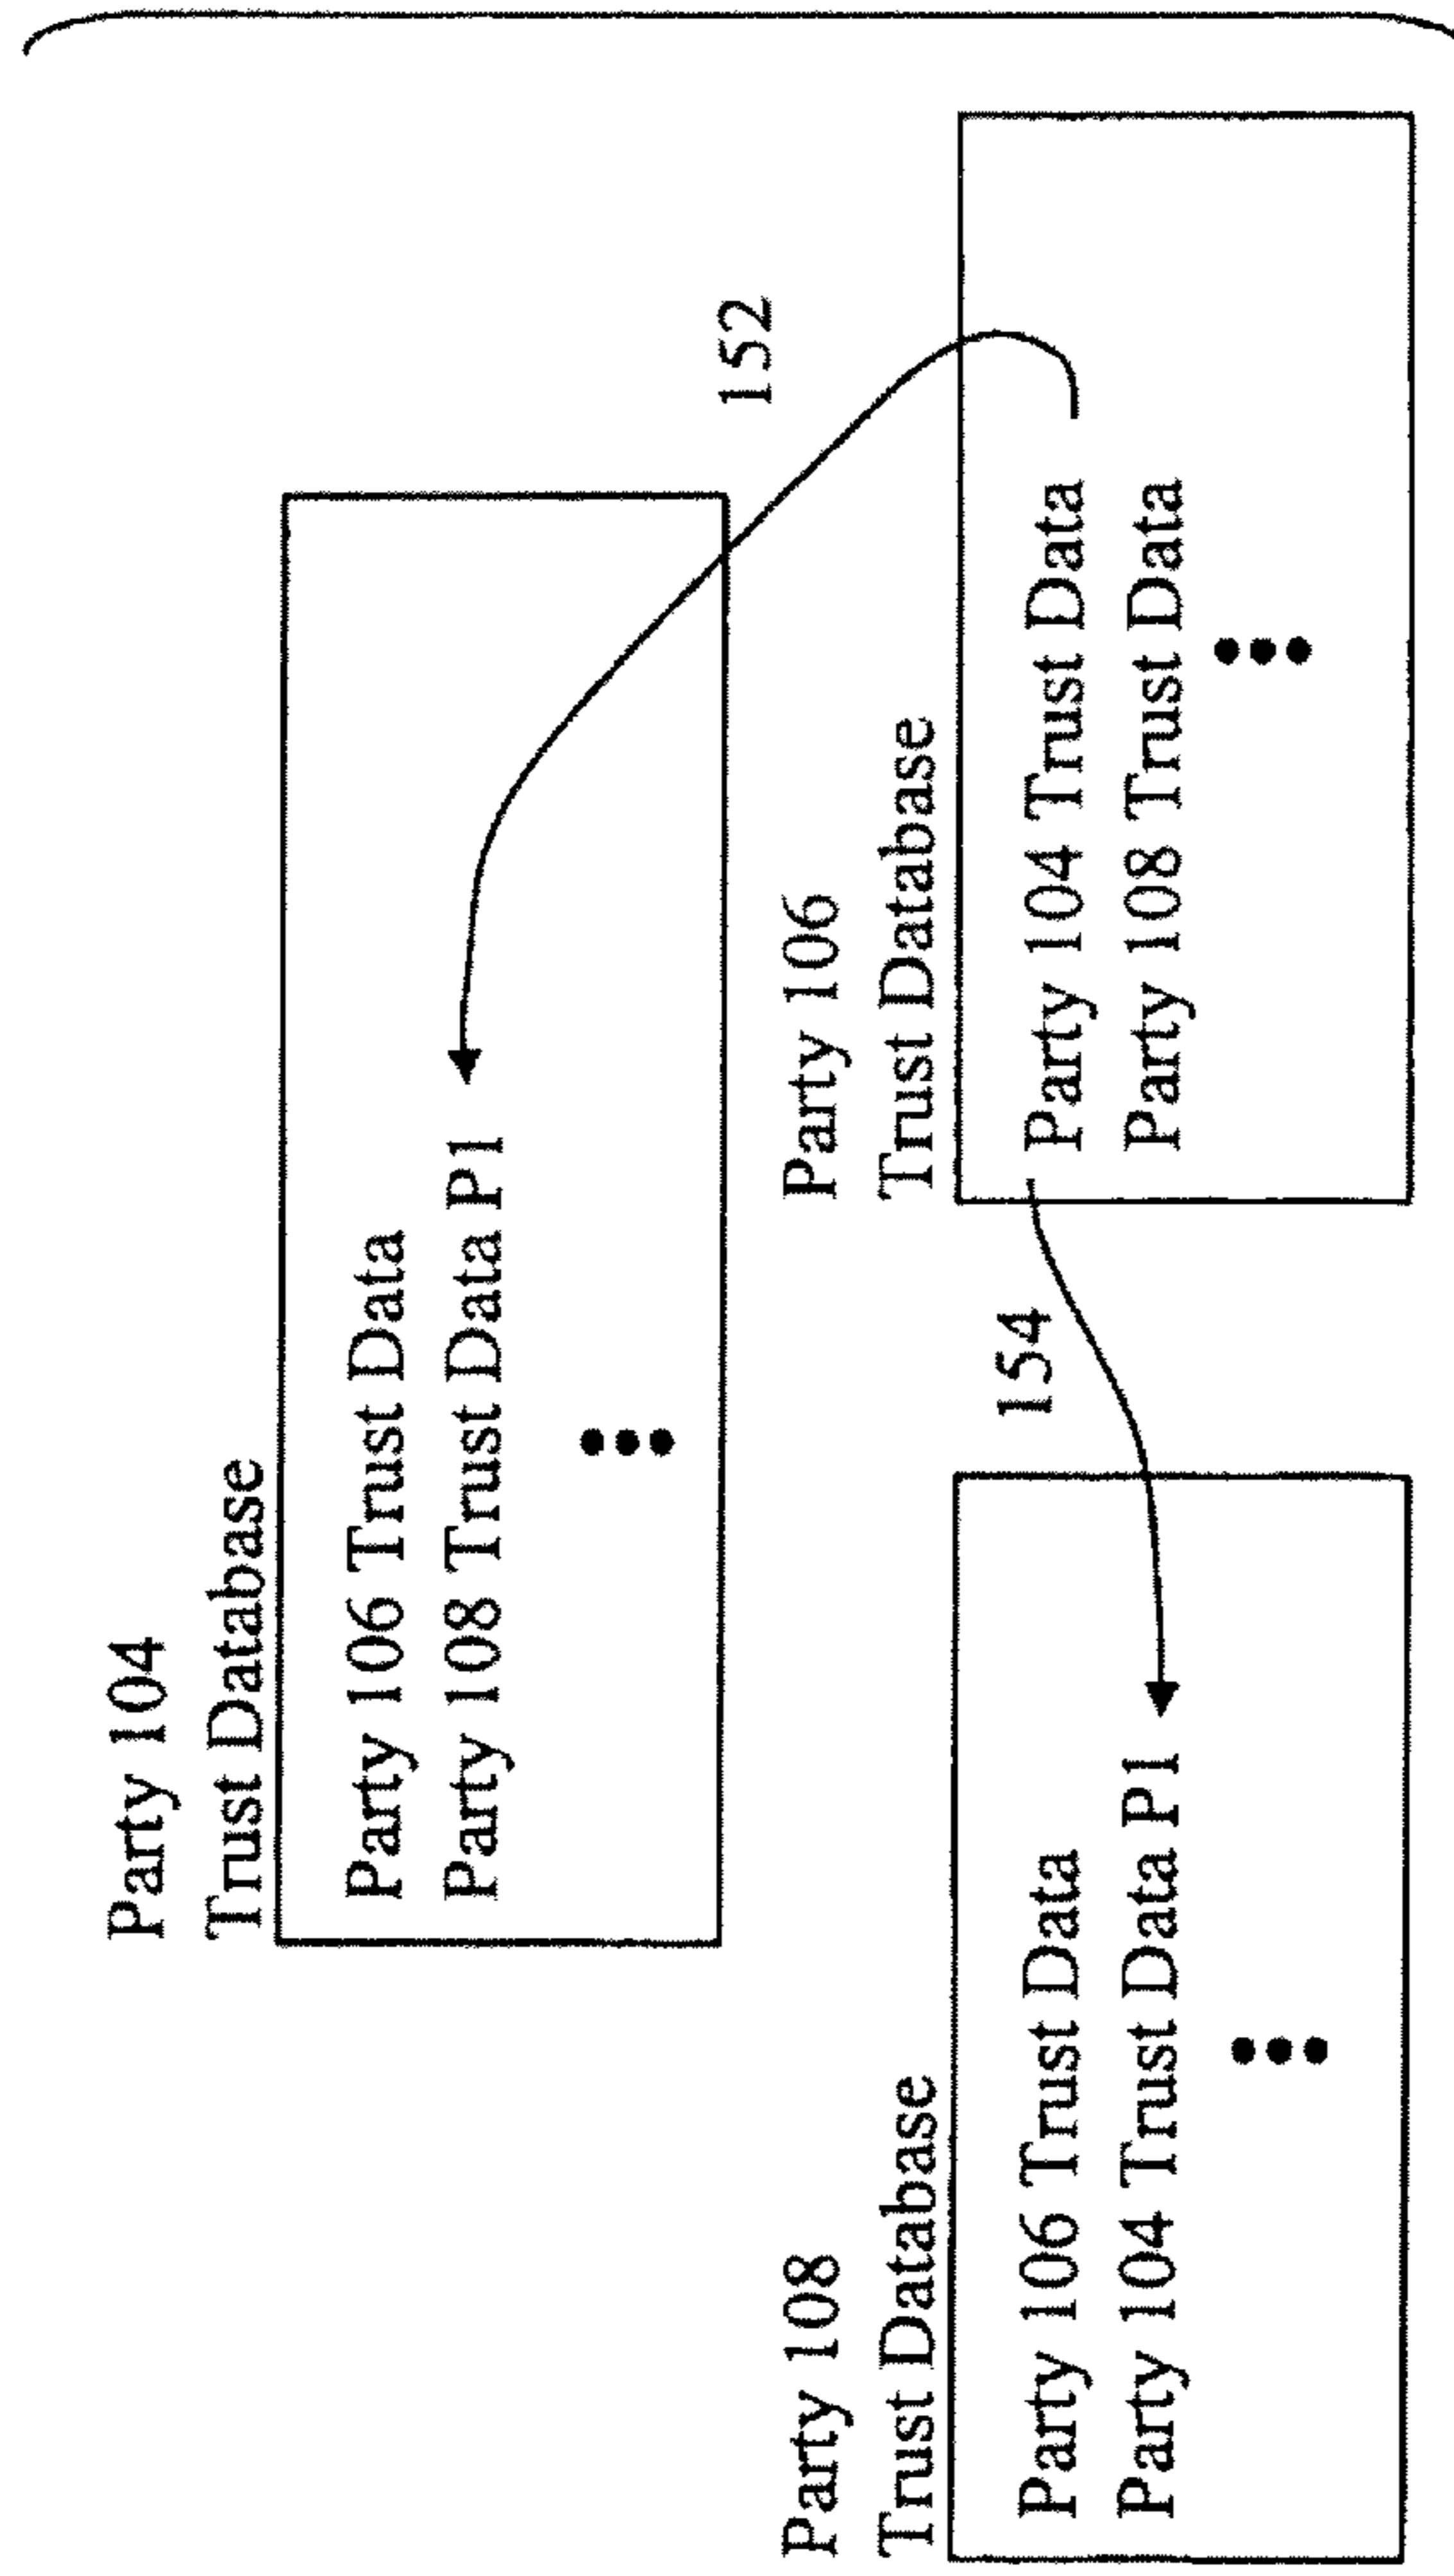 Party 104
Trust Database
Party 106 Trust Data
Party 108 Trust Data P1
152
Party 108
Trust Database
Party 106 Trust Data
Party 104 Trust Data P1
154
Party 106
Trust Database
Party 104 Trust Data
Party 108 Trust Data